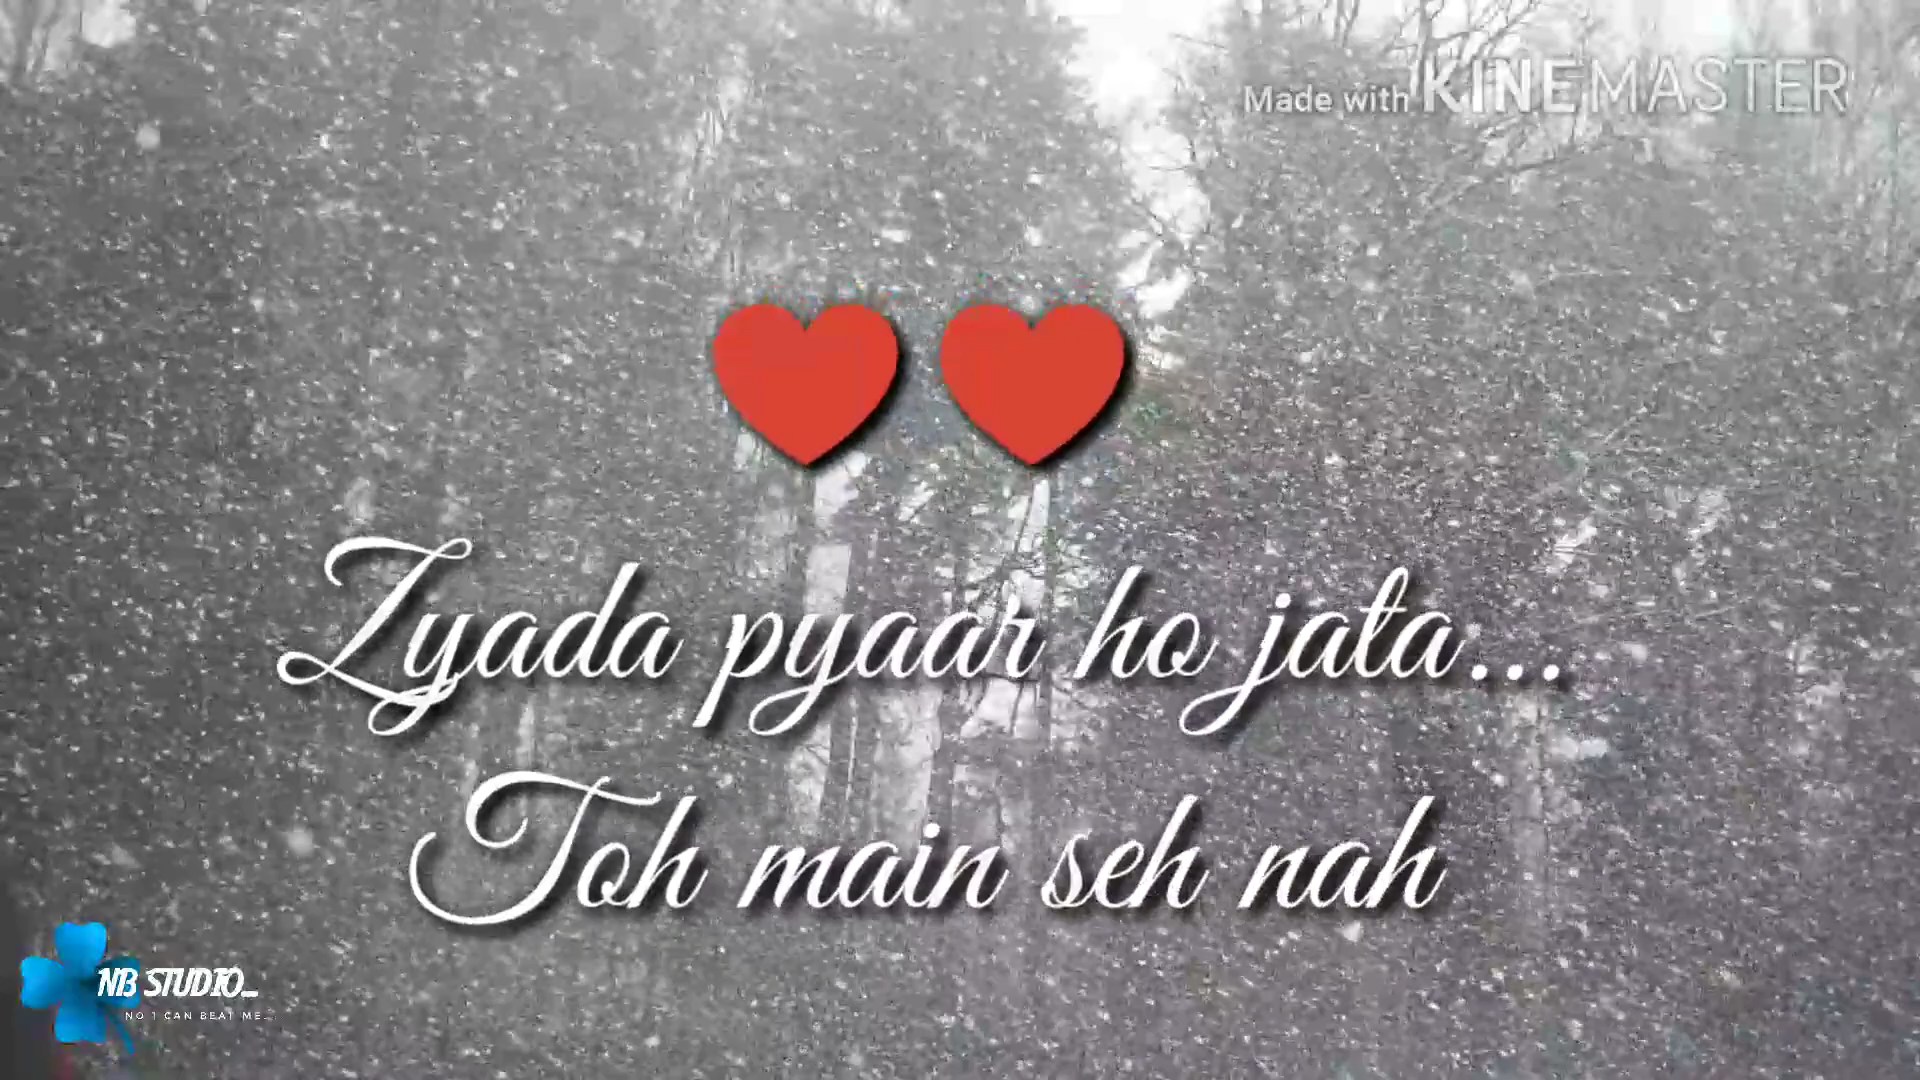 Made with KINEMASTER
Zyada pyaar ho jata...
Toh main seh nah
NB STUDIO_
NO 1 CAN BEAT ME...